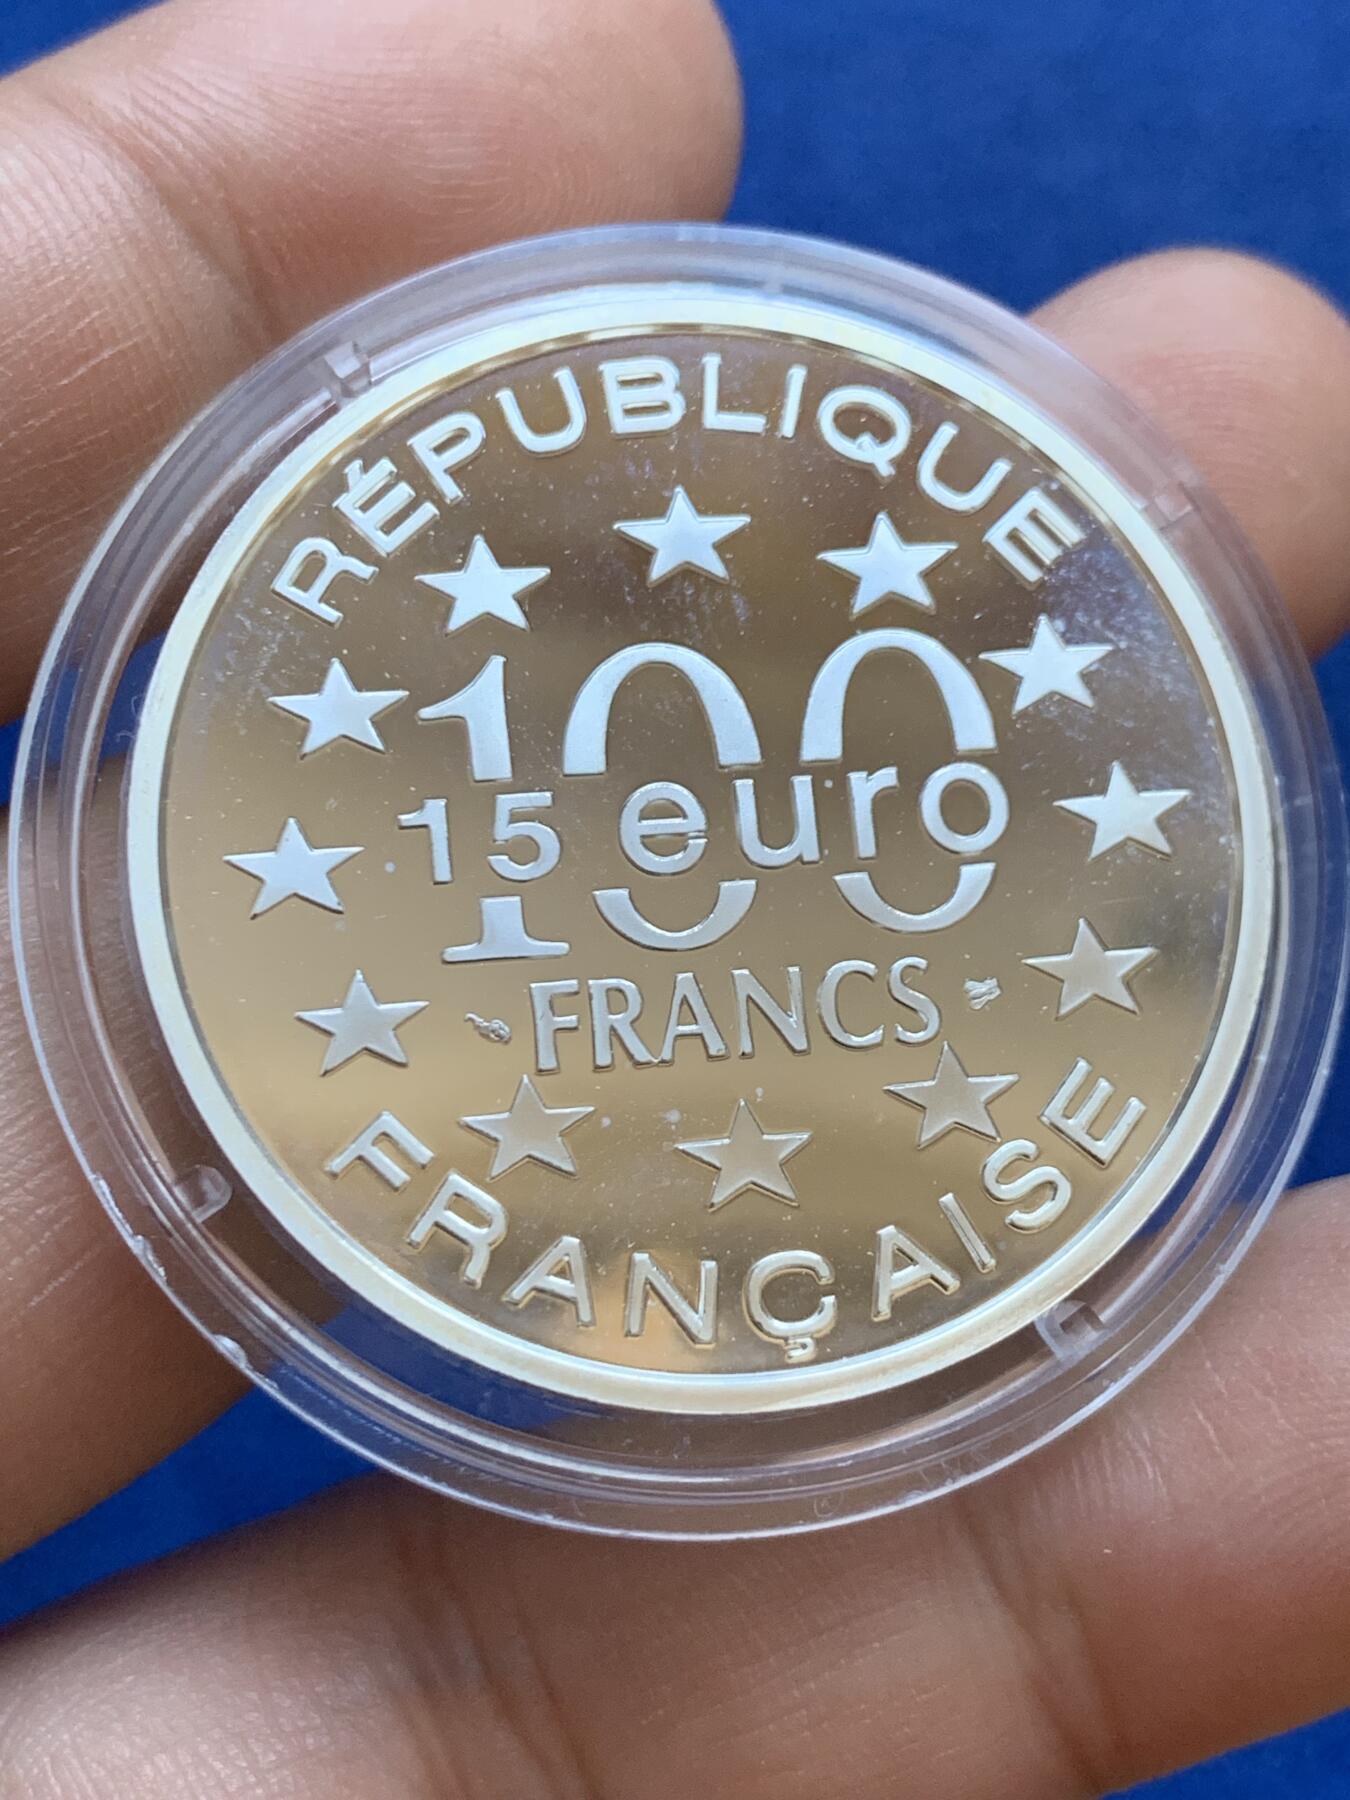 RÉPUBLIQUE
100
15 euro
FRANCS
FRANÇAISE